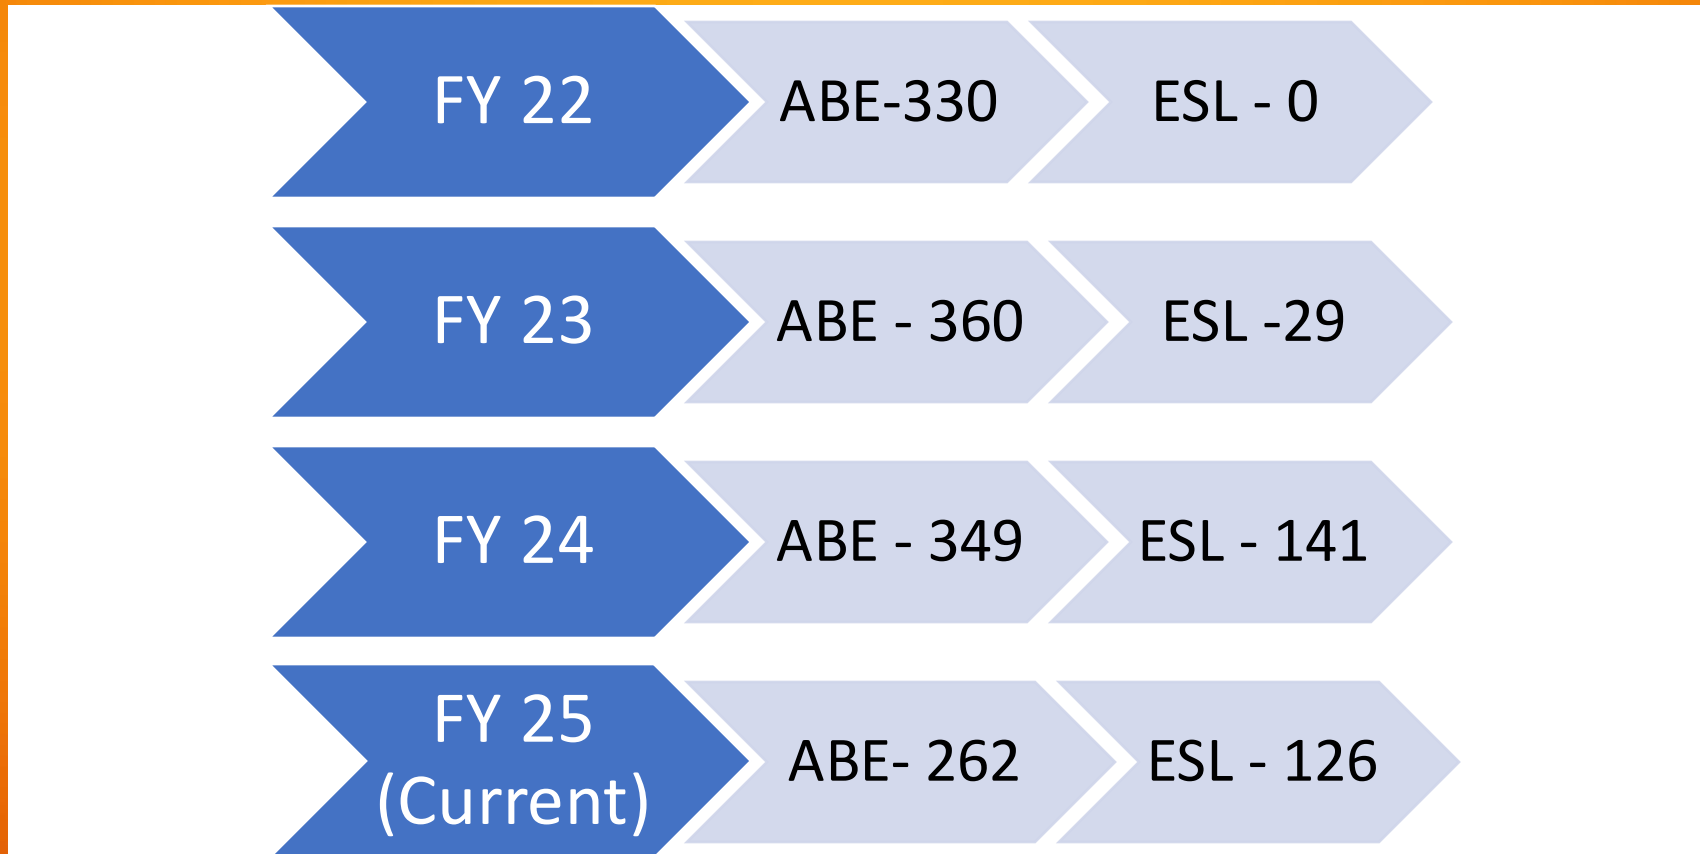 FY 22
ABE-330
ESL - 0
FY 23
ABE - 360
ESL -29
FY 24
ABE - 349
ESL - 141
FY 25
(Current)
ABE- 262
ESL - 126